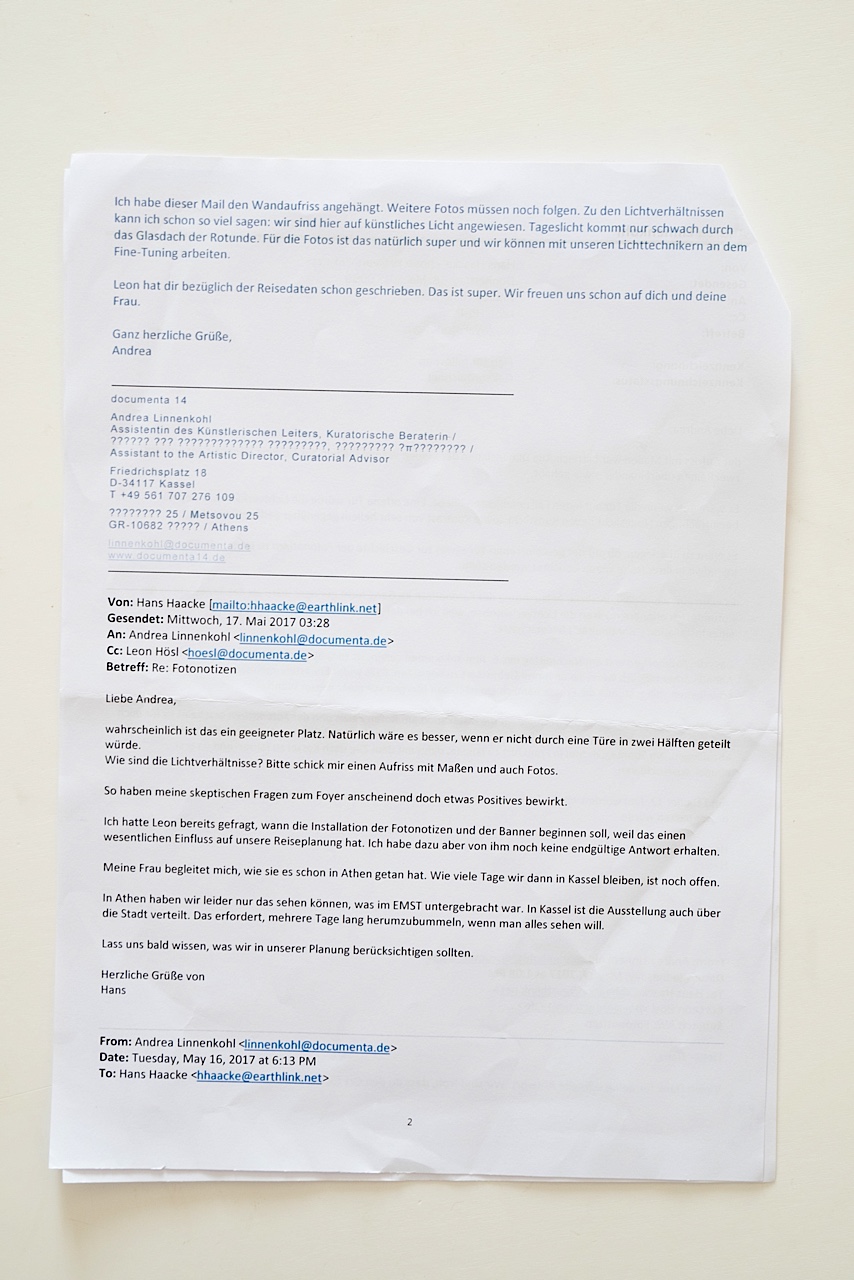 Ich habe dieser Mail den Wandaufriss angehängt. Weitere Fotos müssen noch folgen. Zu den Lichtverhältnissen
kann ich schon so viel sagen: wir sind hier auf künstliches Licht angewiesen. Tageslicht kommt nur schwach durch
das Glasdach der Rotunde. Für die Fotos ist das natürlich super und wir können mit unseren Lichttechnikern an dem
Fine-Tuning arbeiten.
Leon hat dir bezüglich der Reisedaten schon geschrieben. Das ist super. Wir freuen uns schon auf dich und deine
Frau.
Ganz herzliche Grüße,
Andrea
documenta 14
Andrea Linnenkohl
Assistentin des Künstlerischen Leiters, Kuratorische Beraterin /
?????? ??? ????????????? ?????????, ????????? ?π???????? /
Assistant to the Artistic Director, Curatorial Advisor
Friedrichsplatz 18
D-34117 Kassel
T +49 561 707 276 109
???????? 25 / Metsovou 25
GR-10682 ????? / Athens
linnenkohl@documenta.de
www.documenta14.de
Von: Hans Haacke [mailto:hhaacke@earthlink.net]
Gesendet: Mittwoch, 17. Mai 2017 03:28
An: Andrea Linnenkohl <linnenkohl@documenta.de>
Cc: Leon Hösl <hoesl@documenta.de>
Betreff: Re: Fotonotizen
Liebe Andrea,
wahrscheinlich ist das ein geeigneter Platz. Natürlich wäre es besser, wenn er nicht durch eine Türe in zwei Hälften geteilt
würde.
Wie sind die Lichtverhältnisse? Bitte schick mir einen Aufriss mit Maßen und auch Fotos.
So haben meine skeptischen Fragen zum Foyer anscheinend doch etwas Positives bewirkt.
Ich hatte Leon bereits gefragt, wann die Installation der Fotonotizen und der Banner beginnen soll, weil das einen
wesentlichen Einfluss auf unsere Reiseplanung hat. Ich habe dazu aber von ihm noch keine endgültige Antwort erhalten.
Meine Frau begleitet mich, wie sie es schon in Athen getan hat. Wie viele Tage wir dann in Kassel bleiben, ist noch offen.
In Athen haben wir leider nur das sehen können, was im EMST untergebracht war. In Kassel ist die Ausstellung auch über
die Stadt verteilt. Das erfordert, mehrere Tage lang herumzubummeln, wenn man alles sehen will.
Lass uns bald wissen, was wir in unserer Planung berücksichtigen sollten.
Herzliche Grüße von
Hans
From: Andrea Linnenkohl <linnenkohl@documenta.de>
Date: Tuesday, May 16, 2017 at 6:13 PM
To: Hans Haacke <hhaacke@earthlink.net>
2